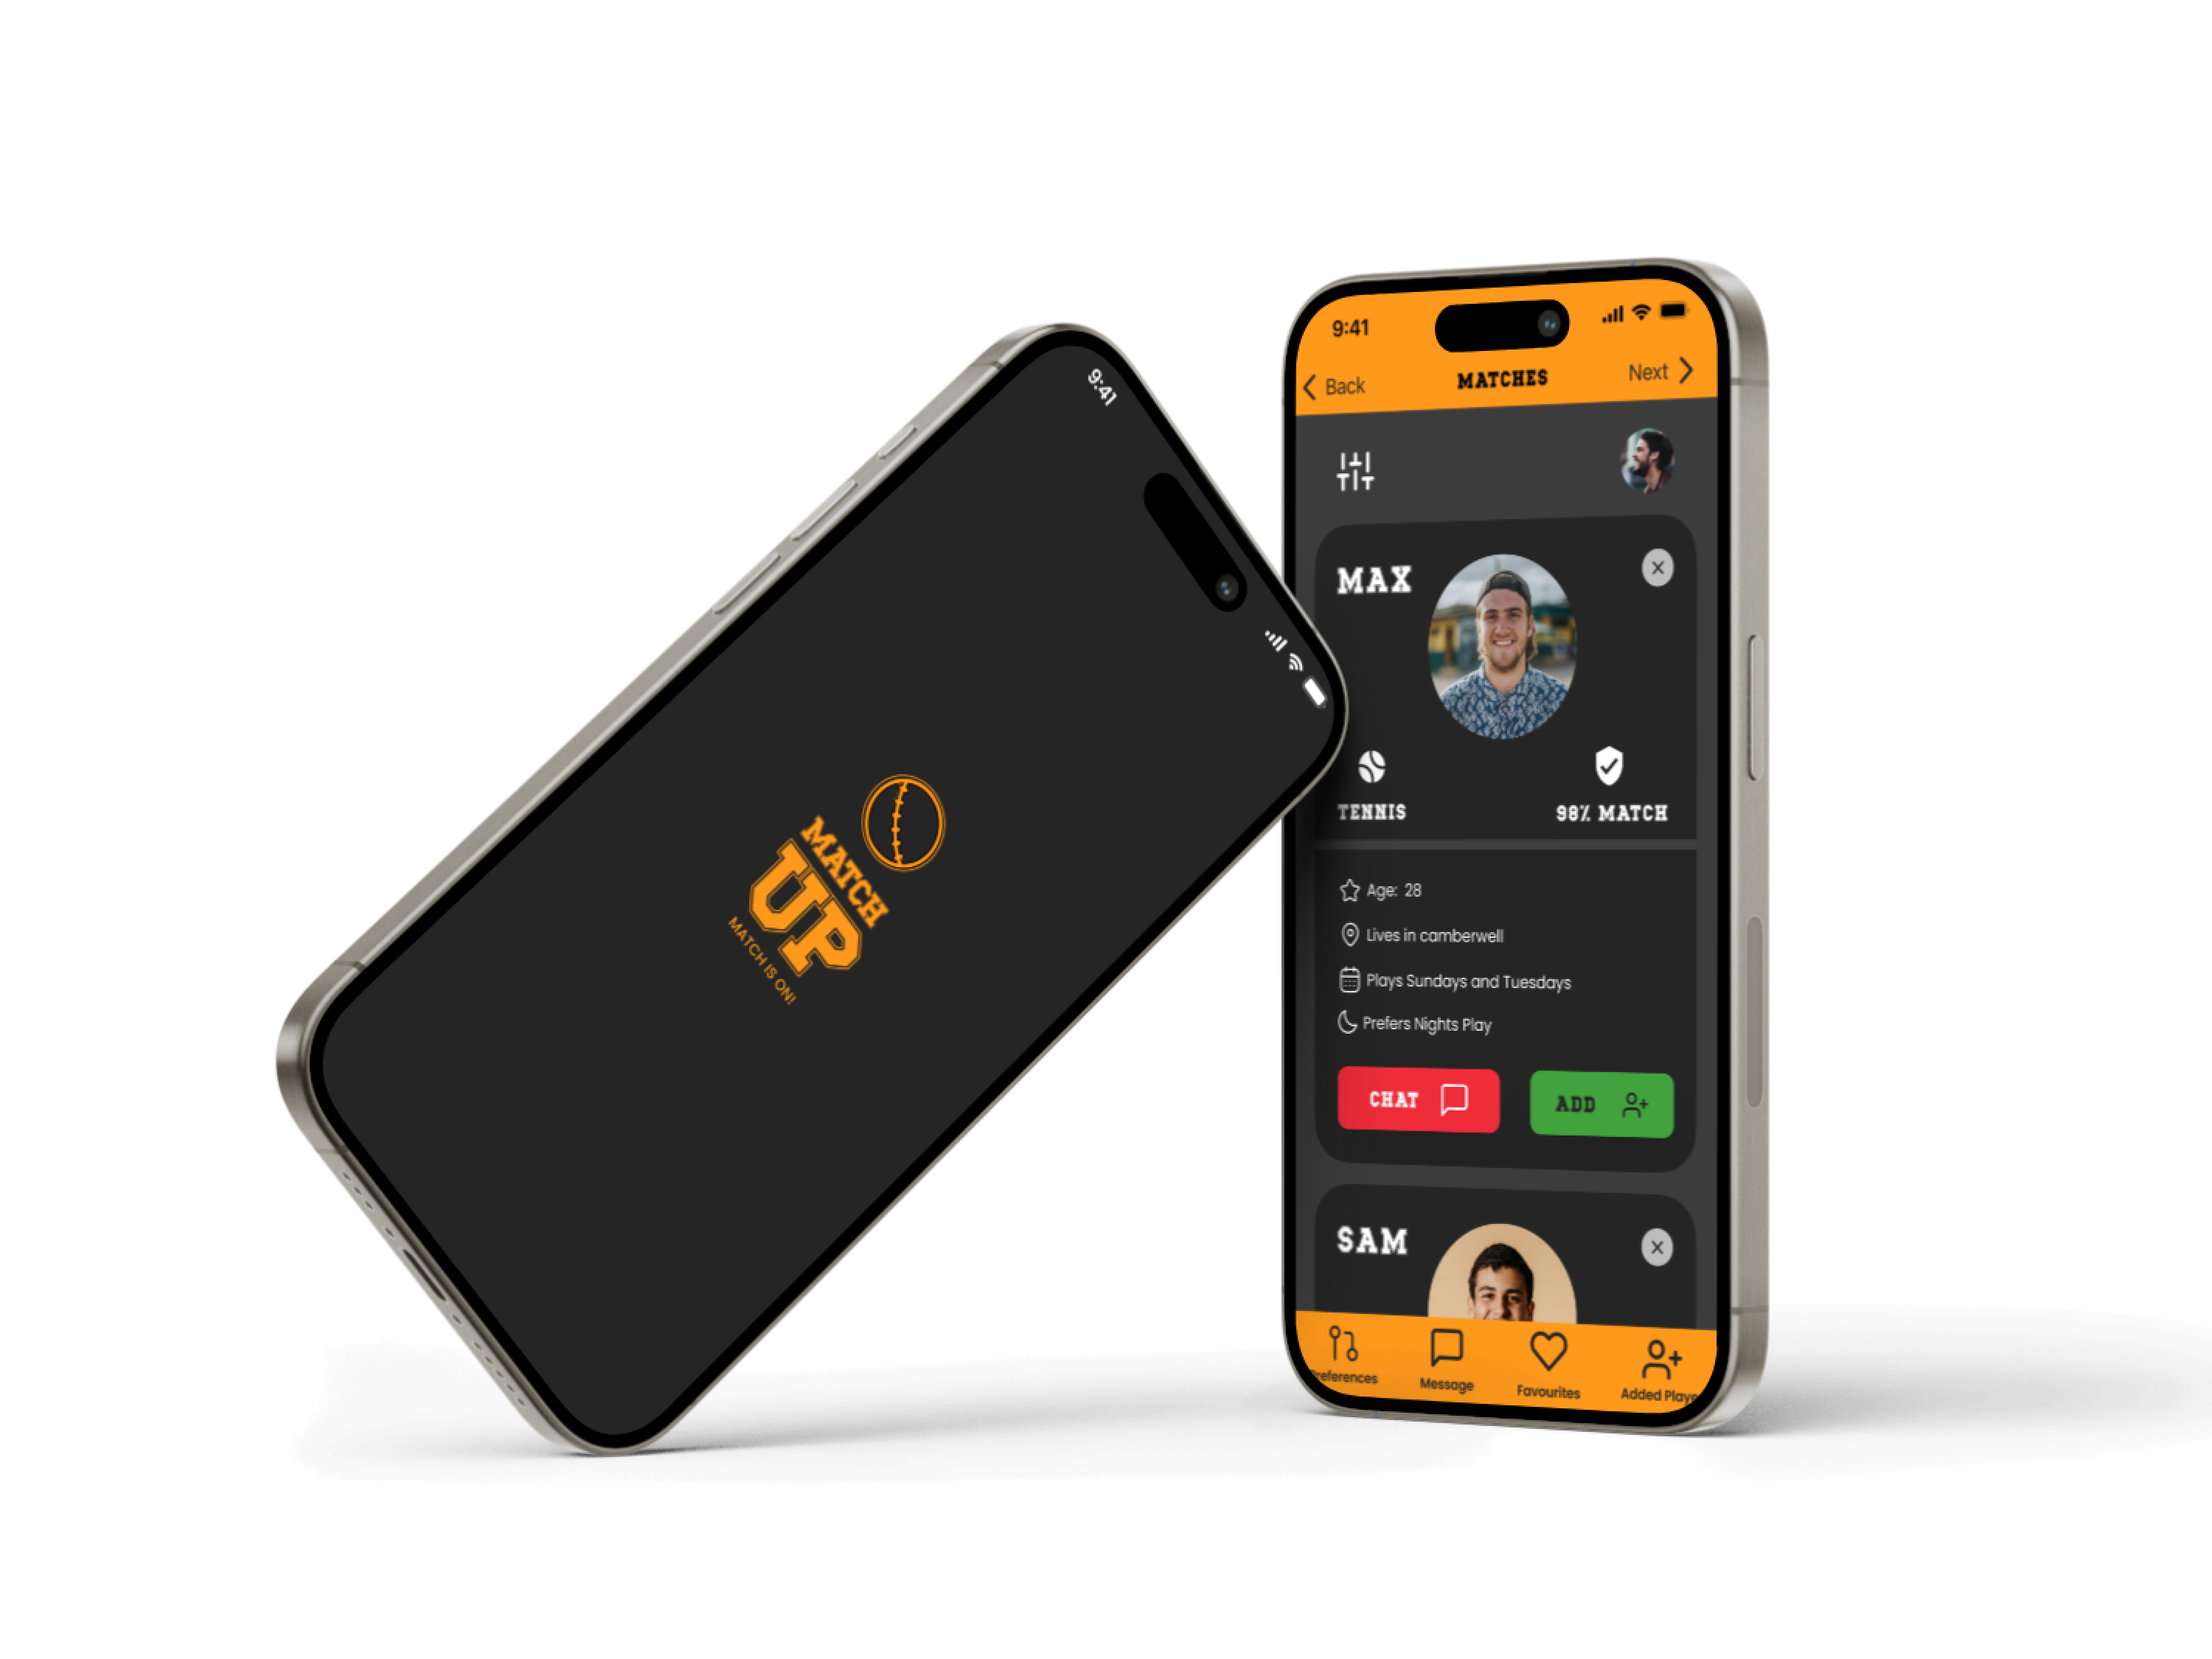 9:41
MATCH
UP
MATCH IS ON!
9:41
Back
MATCHES
Next
MAX
TENNIS
98% MATCH
Age: 28
Lives in camberwell
Plays Sundays and Tuesdays
Prefers Nights Play
CHAT
ADD
SAM
Preferences
Message
Favourites
Added Playe